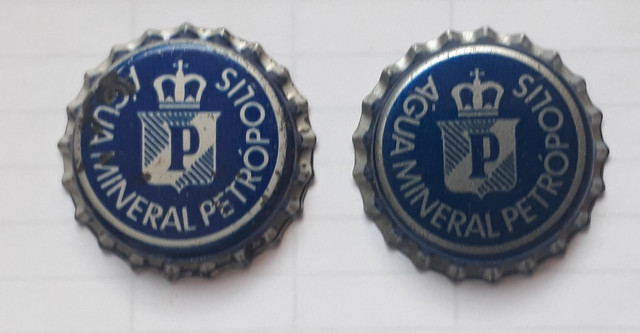 ÁGUA MINERAL PETRÓPOLIS
P
ÁGUA MINERAL PETRÓPOLIS
P